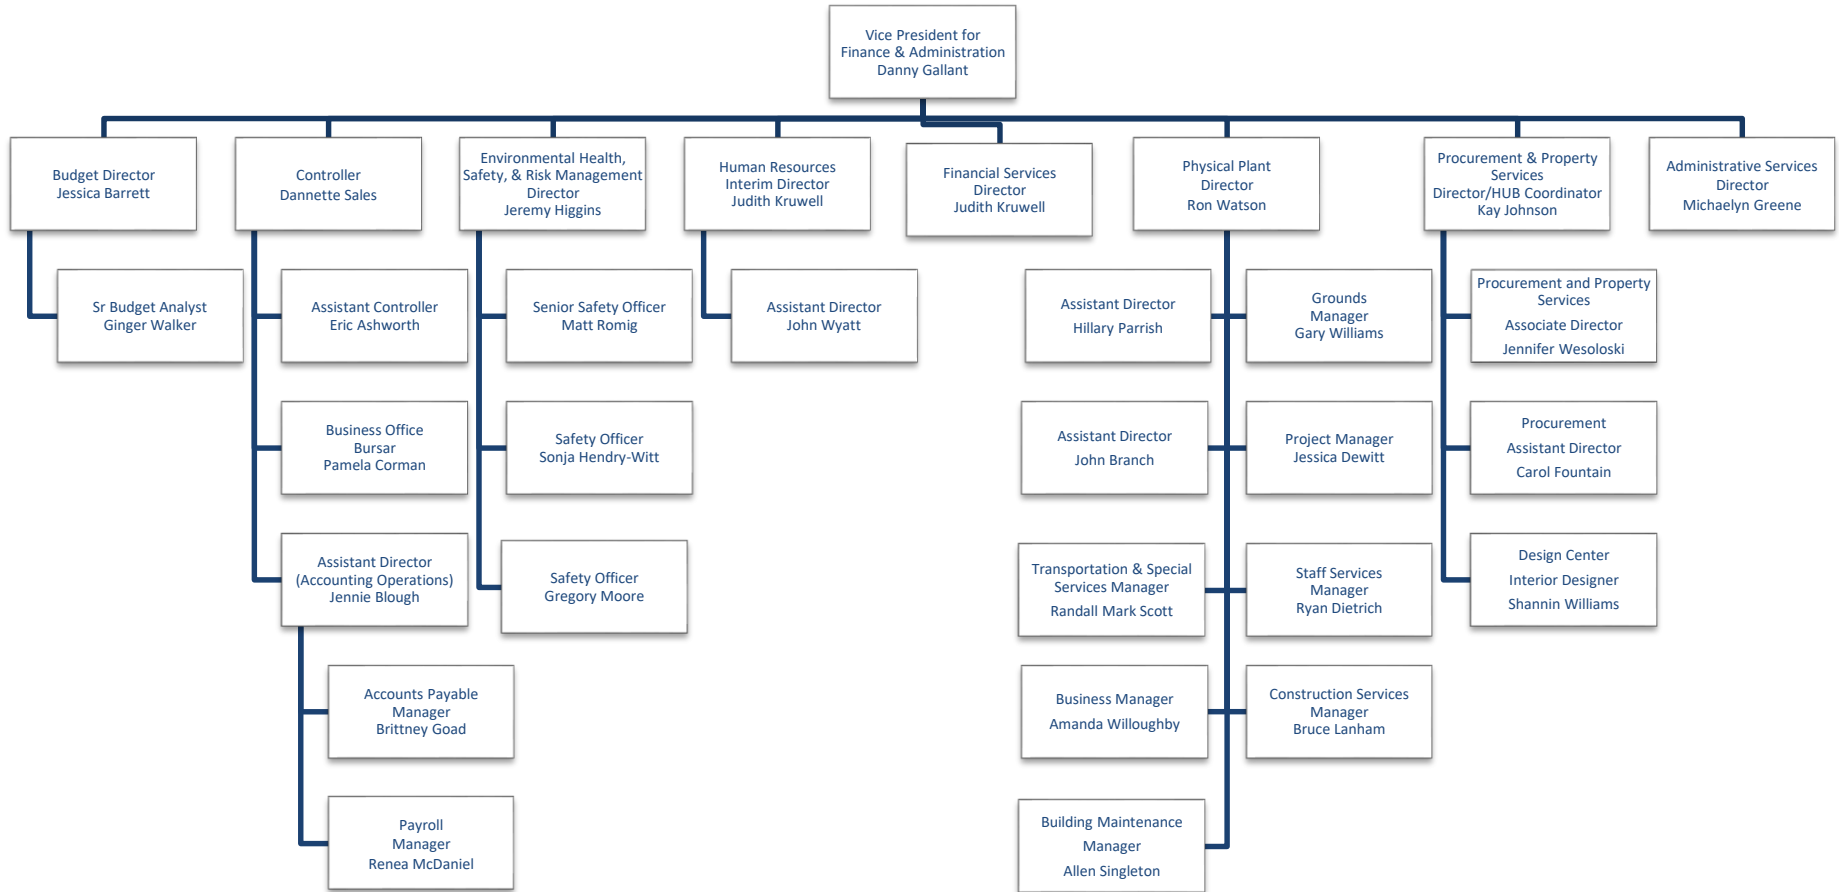 Vice President for
Finance & Administration
Danny Gallant
Budget Director
Jessica Barrett
Controller
Dannette Sales
Environmental Health,
Safety, & Risk Management
Director
Jeremy Higgins
Human Resources
Interim Director
Judith Kruwell
Financial Services
Director
Judith Kruwell
Physical Plant
Director
Ron Watson
Procurement & Property
Services
Director/HUB Coordinator
Kay Johnson
Administrative Services
Director
Michaelyn Greene
Sr Budget Analyst
Ginger Walker
Assistant Controller
Eric Ashworth
Senior Safety Officer
Matt Romig
Assistant Director
John Wyatt
Assistant Director
Hillary Parrish
Grounds
Manager
Gary Williams
Procurement and Property
Services
Associate Director
Jennifer Wesoloski
Business Office
Bursar
Pamela Corman
Safety Officer
Sonja Hendry-Witt
Assistant Director
John Branch
Project Manager
Jessica Dewitt
Procurement
Assistant Director
Carol Fountain
Assistant Director
(Accounting Operations)
Jennie Blough
Safety Officer
Gregory Moore
Transportation & Special
Services Manager
Randall Mark Scott
Staff Services
Manager
Ryan Dietrich
Design Center
Interior Designer
Shannin Williams
Accounts Payable
Manager
Brittney Goad
Business Manager
Amanda Willoughby
Construction Services
Manager
Bruce Lanham
Payroll
Manager
Renea McDaniel
Building Maintenance
Manager
Allen Singleton